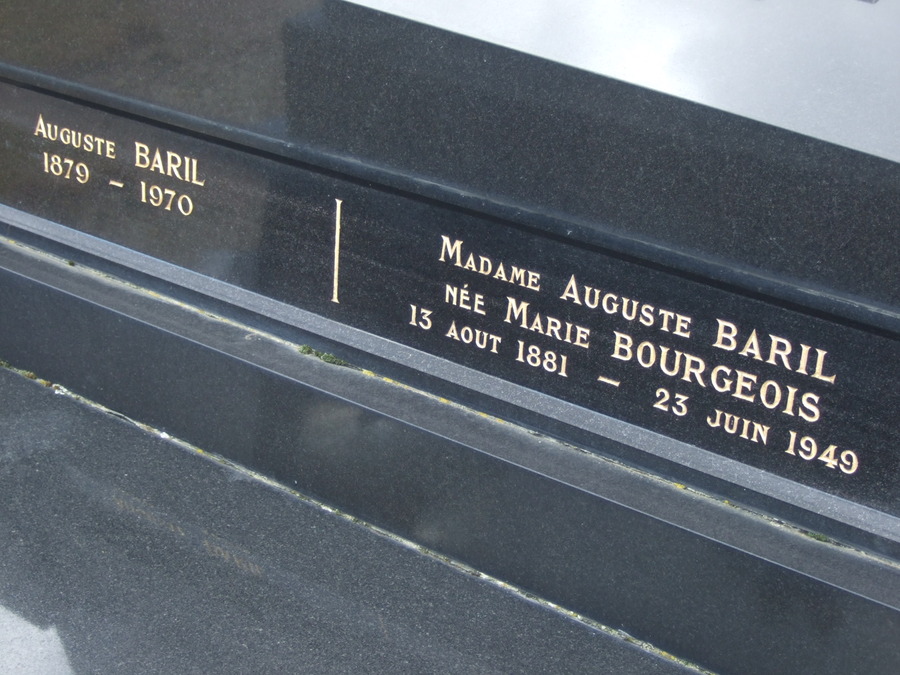 Auguste BARIL
1879 – 1970
Madame Auguste BARIL
née Marie BOURGEOIS
13 AOUT 1881 – 23 JUIN 1949